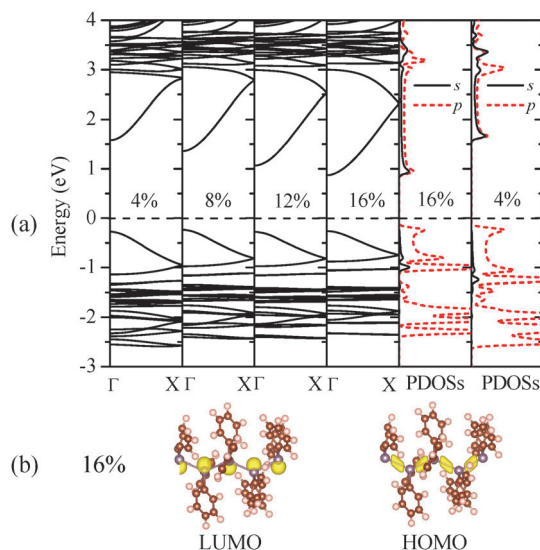 (a)
Energy (eV)
4
3
2
1
0
-1
-2
-3
4% 8% 12% 16% 16% 4%
s
p
s
p
Γ X Γ X Γ X Γ X PDOSs PDOSs
(b) 16%
LUMO HOMO